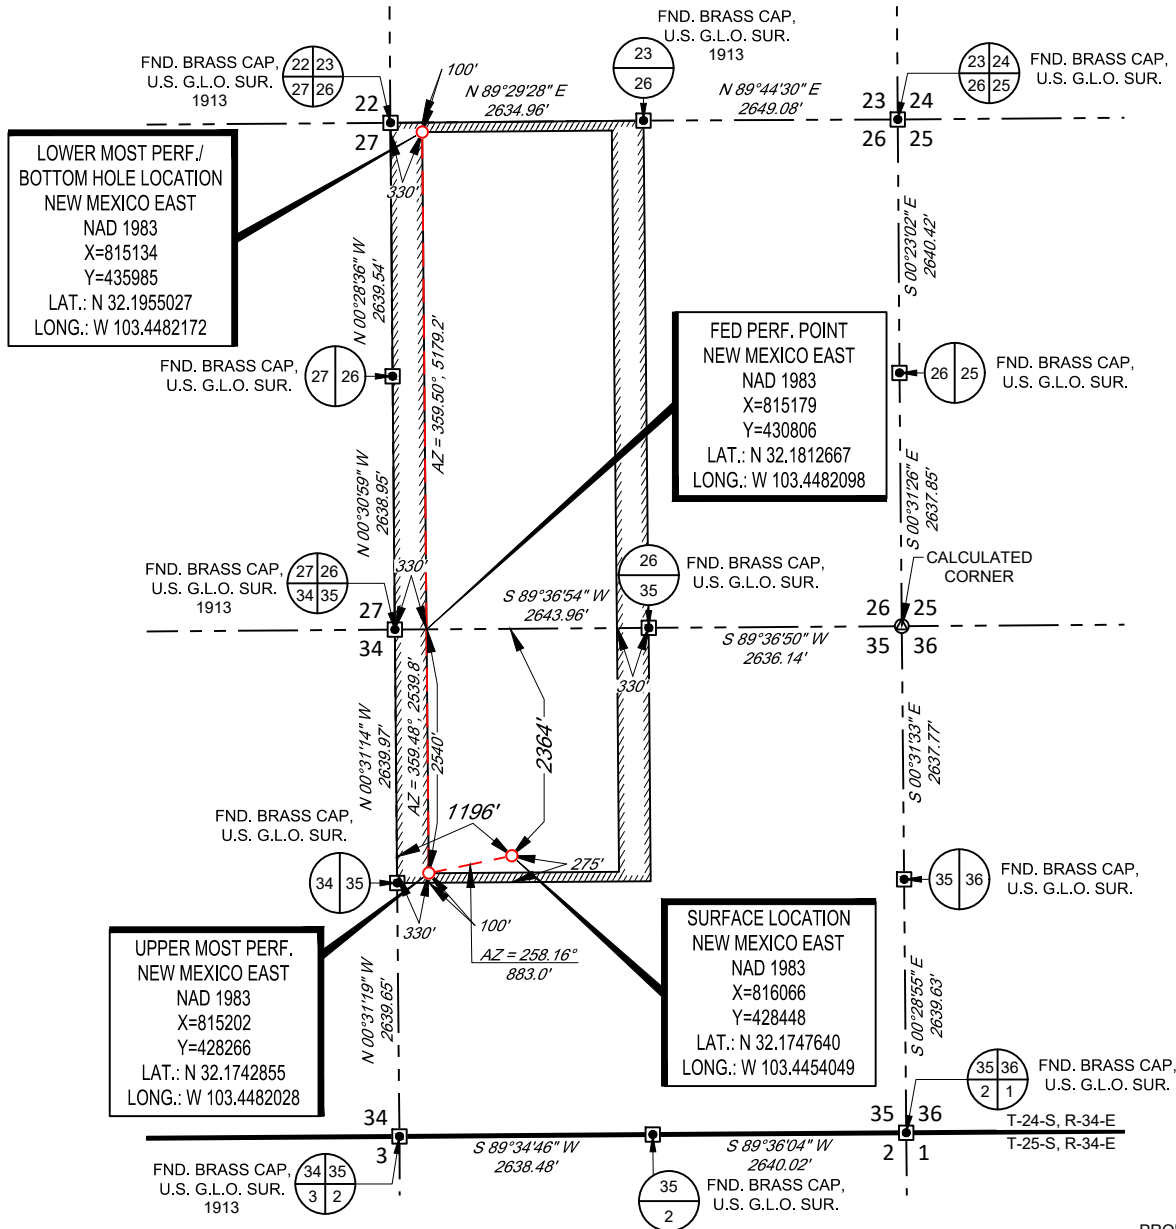 FND. BRASS CAP,
U.S. G.L.O. SUR.
1913
22 23
27 26
22
27
100'
N 89°29'28" E
2634.96'
23
26
FND. BRASS CAP,
U.S. G.L.O. SUR.
1913
N 89°44'30" E
2649.08'
23 24
26 25
23 24
26 25
FND. BRASS CAP,
U.S. G.L.O. SUR.
LOWER MOST PERF./
BOTTOM HOLE LOCATION
NEW MEXICO EAST
NAD 1983
X=815134
Y=435985
LAT.: N 32.1955027
LONG.: W 103.4482172
330'
N 00°28'36" W
2639.54'
AZ = 359.50°, 5179.2'
S 00°23'02" E
2640.42'
FND. BRASS CAP,
U.S. G.L.O. SUR.
27 26
FED PERF. POINT
NEW MEXICO EAST
NAD 1983
X=815179
Y=430806
LAT.: N 32.1812667
LONG.: W 103.4482098
26 25
FND. BRASS CAP,
U.S. G.L.O. SUR.
N 00°30'59" W
2638.95'
S 00°31'26" E
2637.85'
FND. BRASS CAP,
U.S. G.L.O. SUR.
1913
27 26
34 35
27
34
330'
S 89°36'54" W
2643.96'
26
35
FND. BRASS CAP,
U.S. G.L.O. SUR.
CALCULATED
CORNER
26 25
35 36
S 89°36'50" W
2636.14'
330'
N 00°31'14" W
2639.97'
AZ = 359.48°, 2539.8'
2540'
2364'
S 00°31'33" E
2637.77'
1196'
275'
FND. BRASS CAP,
U.S. G.L.O. SUR.
34 35
35 36
FND. BRASS CAP,
U.S. G.L.O. SUR.
330'
100'
AZ = 258.16°
883.0'
UPPER MOST PERF.
NEW MEXICO EAST
NAD 1983
X=815202
Y=428266
LAT.: N 32.1742855
LONG.: W 103.4482028
SURFACE LOCATION
NEW MEXICO EAST
NAD 1983
X=816066
Y=428448
LAT.: N 32.1747640
LONG.: W 103.4454049
N 00°31'19" W
2639.65'
S 00°28'55" E
2639.63'
35 36
2 1
FND. BRASS CAP,
U.S. G.L.O. SUR.
34
3
35 36
2 1
T-24-S, R-34-E
T-25-S, R-34-E
S 89°34'46" W
2638.48'
S 89°36'04" W
2640.02'
FND. BRASS CAP,
U.S. G.L.O. SUR.
1913
34 35
3 2
35
2
FND. BRASS CAP,
U.S. G.L.O. SUR.